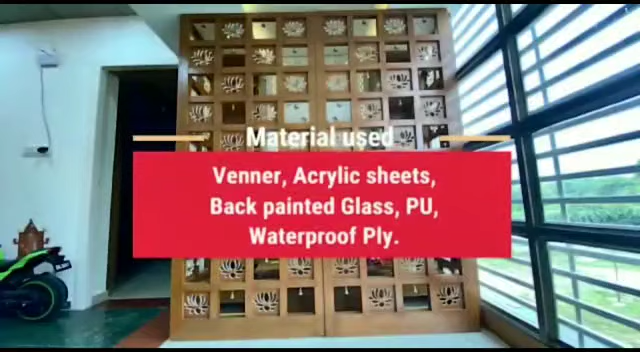 Material used
Venner, Acrylic sheets,
Back painted Glass, PU,
Waterproof Ply.